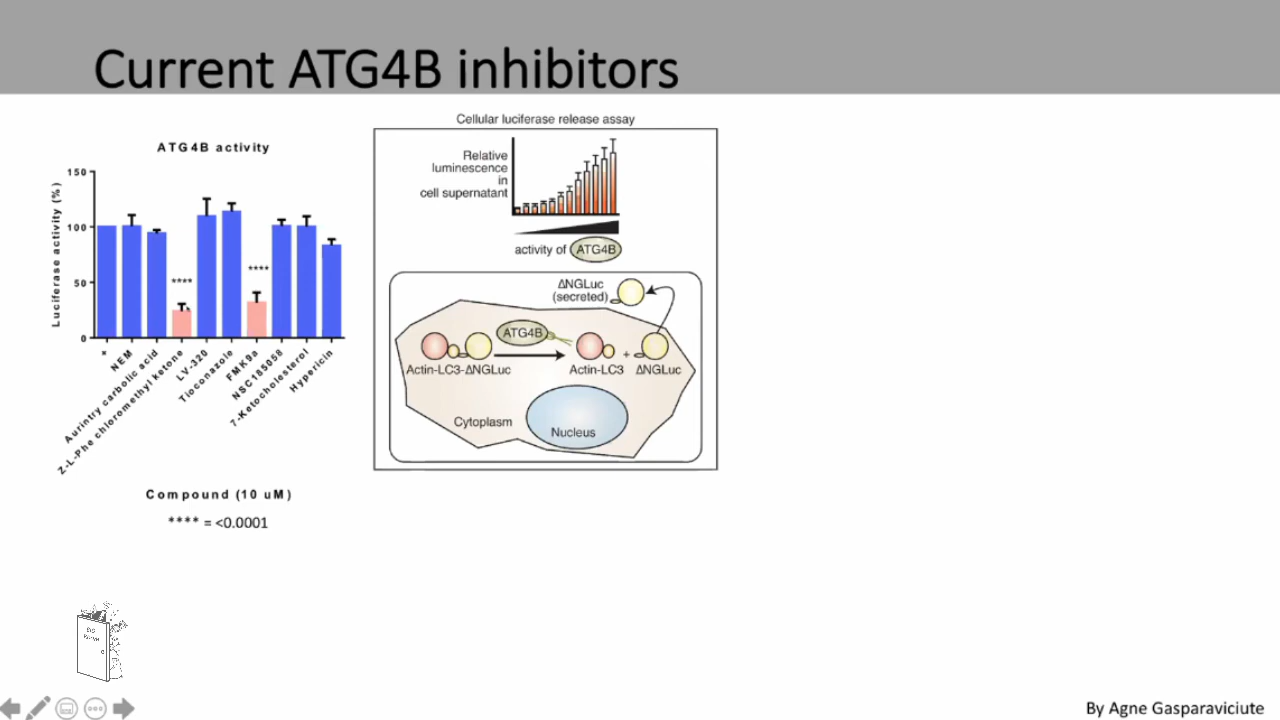 Current ATG4B inhibitors
ATG4B activity
Luciferase activity (%)
150
100
50
0
****
****
+
NEM
Aurintry carbolic acid
Z-L-Phe chloromethyl ketone
LV-320
Tioconazole
FMK9a
NSC185058
7-Ketocholesterol
Hypericin
Compound (10 uM)
**** = <0.0001
Cellular luciferase release assay
Relative
luminescence
in
cell supernatant
activity of ATG4B
ΔNGLuc
(secreted)
ATG4B
+
Actin-LC3-ΔNGLuc
Actin-LC3
ΔNGLuc
Cytoplasm
Nucleus
By Agne Gasparaviciute